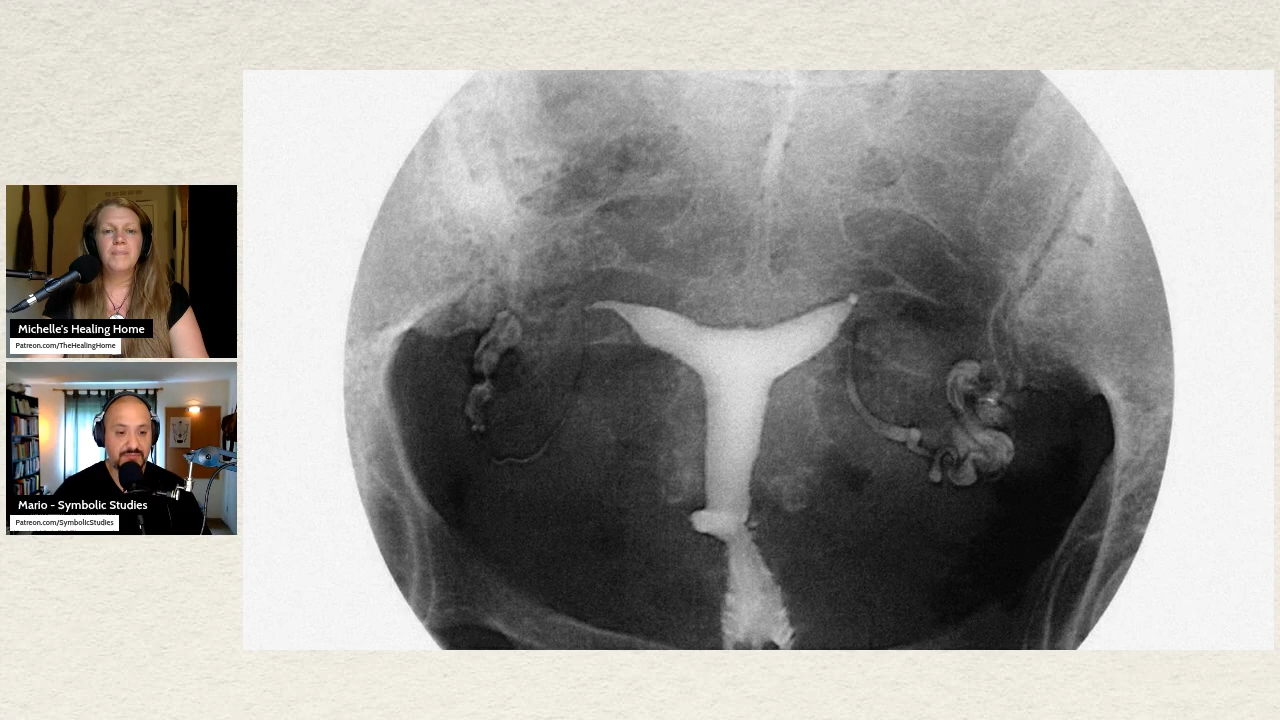 Michelle's Healing Home
Patreon.com/TheHealingHome
Mario - Symbolic Studies
Patreon.com/SymbolicStudies